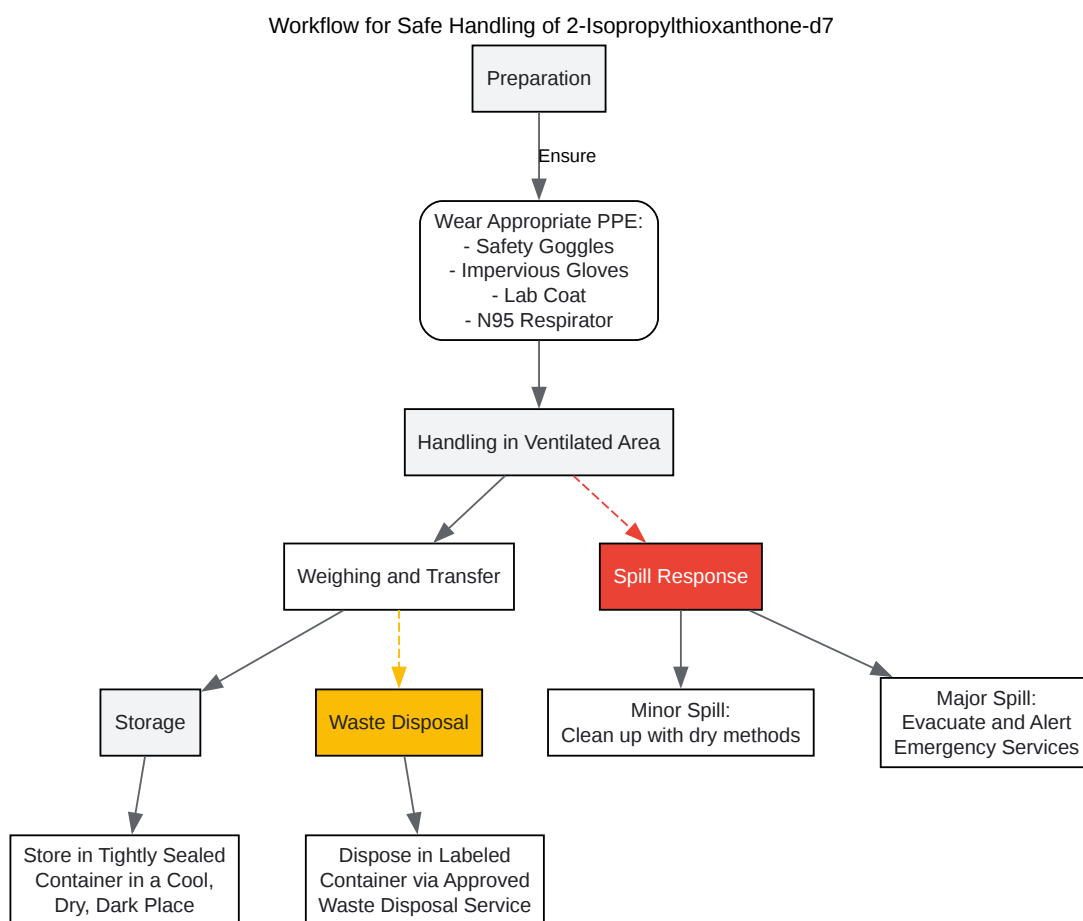 Workflow for Safe Handling of 2-Isopropylthioxanthone-d7
Preparation
Ensure
Wear Appropriate PPE:
- Safety Goggles
- Impervious Gloves
- Lab Coat
- N95 Respirator
Handling in Ventilated Area
Weighing and Transfer
Spill Response
Storage
Waste Disposal
Minor Spill:
Clean up with dry methods
Major Spill:
Evacuate and Alert
Emergency Services
Store in Tightly Sealed
Container in a Cool,
Dry, Dark Place
Dispose in Labeled
Container via Approved
Waste Disposal Service